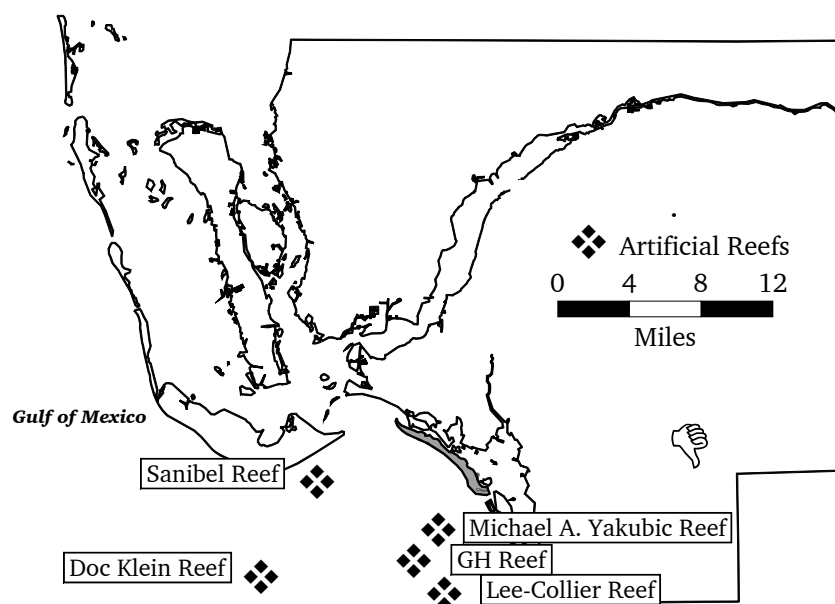 Artificial Reefs
0 4 8 12
Miles
Gulf of Mexico
Sanibel Reef
Michael A. Yakubic Reef
GH Reef
Doc Klein Reef
Lee-Collier Reef